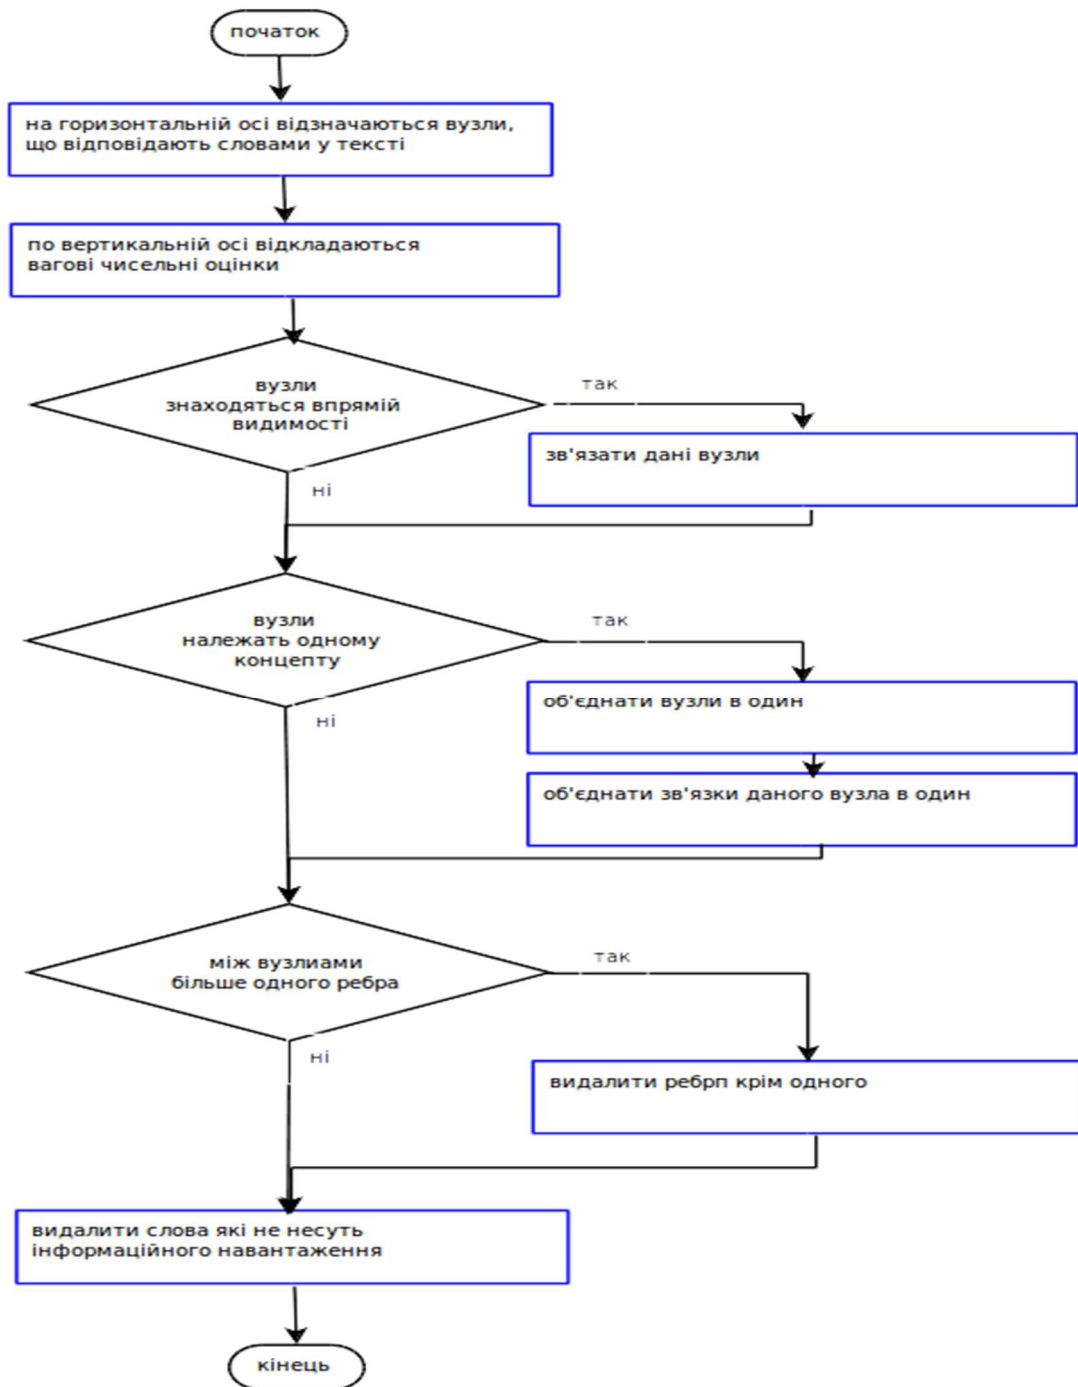 початок
на горизонтальній осі відзначаються вузли,
що відповідають словами у тексті
по вертикальній осі відкладаються
вагові чисельні оцінки
вузли
знаходяться впрямій
видимості
так
зв'язати дані вузли
ні
вузли
належать одному
концепту
так
об'єднати вузли в один
ні
об'єднати зв'язки даного вузла в один
між вузлиами
більше одного ребра
так
ні
видалити ребрп крім одного
видалити слова які не несуть
інформаційного навантаження
кінець